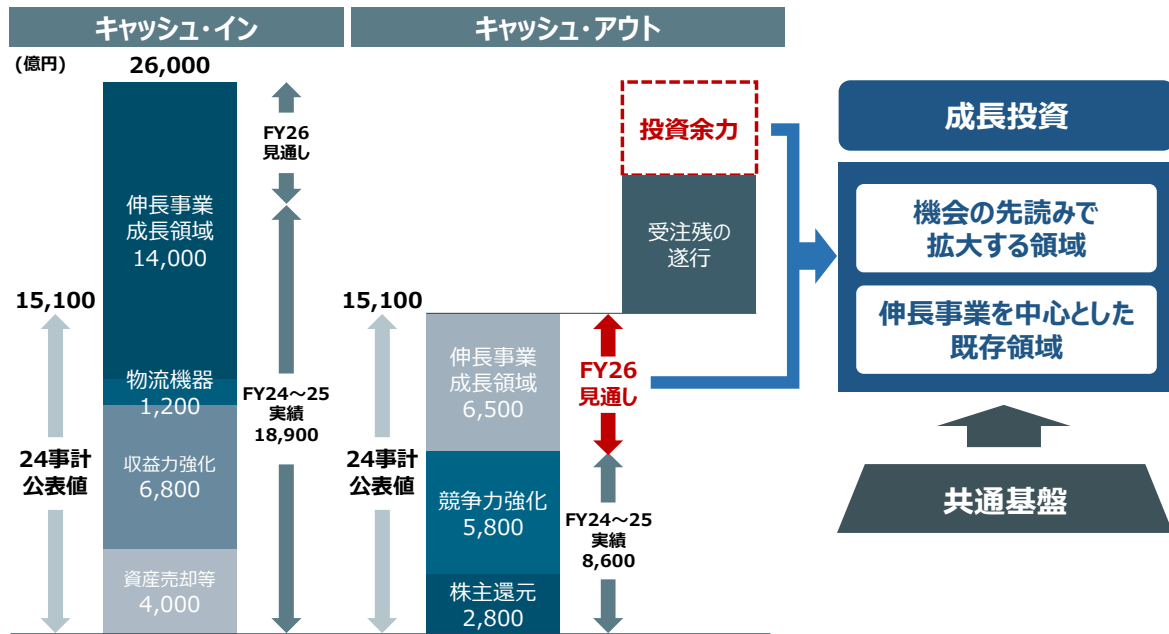 キャッシュ・イン
キャッシュ・アウト
(億円)
26,000
伸長事業
成長領域
14,000
物流機器
1,200
収益力強化
6,800
資産売却等
4,000
15,100
24事計
公表値
FY26
見通し
FY24～25
実績
18,900
15,100
24事計
公表値
投資余力
受注残の
遂行
伸長事業
成長領域
6,500
競争力強化
5,800
株主還元
2,800
FY26
見通し
FY24～25
実績
8,600
成長投資
機会の先読みで
拡大する領域
伸長事業を中心とした
既存領域
共通基盤